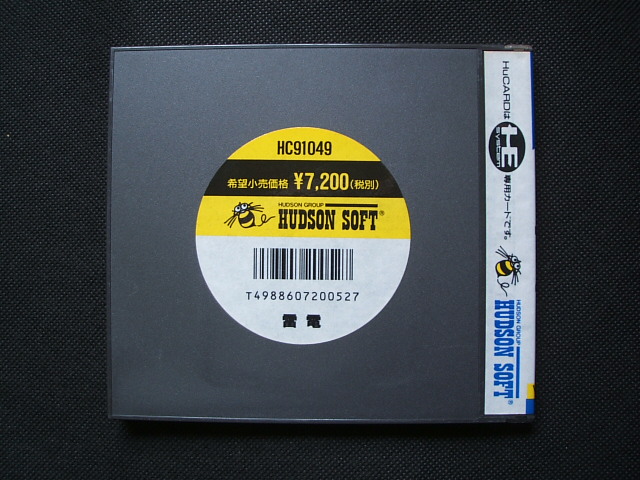 HC91049
希望小売価格 ¥7,200(税別)
HUDSON GROUP
HUDSON SOFT®
T4988607200527
雷電
HuCARDは
HE
SYSTEM
専用カードです。
HUDSON GROUP
HUDSON SOFT®